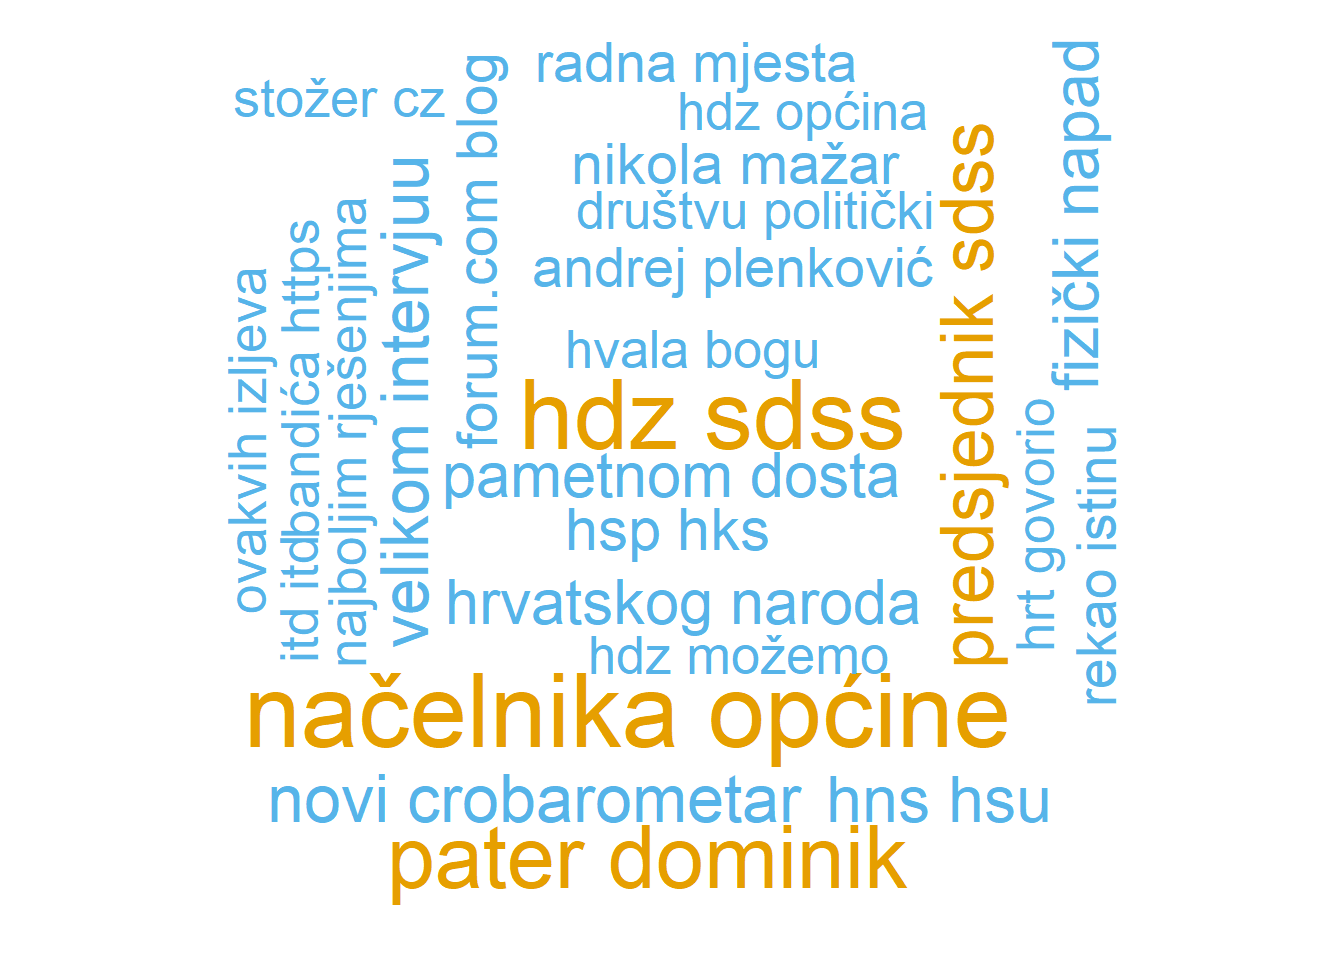 radna mjesta
stožer cz
hdz općina
nikola mažar
društvu politički
andrej plenković
hvala bogu
hdz sdss
pametnom dosta
hsp hks
hrvatskog naroda
hdz možemo
načelnika općine
novi crobarometar
hns hsu
pater dominik
ovakvih izljeva
itd itd
bandića https
najboljim rješenjima
velikom intervjuu
forum.com blog
predsjednik sdss
hrt govorio
fizički napad
rekao istinu